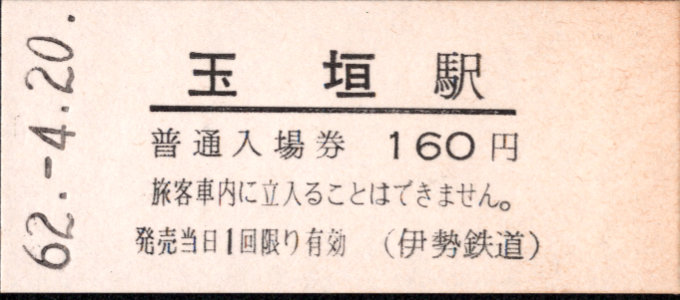 62.-4.20.
玉垣駅
普通入場券 160円
旅客車内に立入ることはできません。
発売当日1回限り有効 (伊勢鉄道)